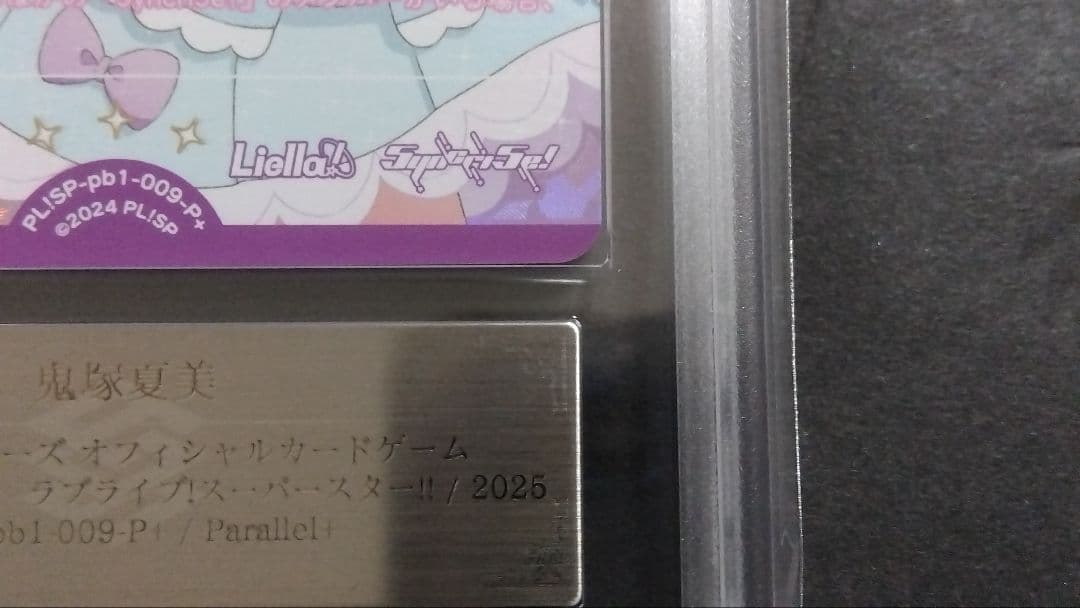 Liella!
SyncriSe!
PL!SP-pb1-009-P+
©2024 PL!SP
鬼塚夏美
ーズ オフィシャルカードゲーム
ラブライブ!スーパースター!! / 2025
pb1-009-P+ / Parallel+